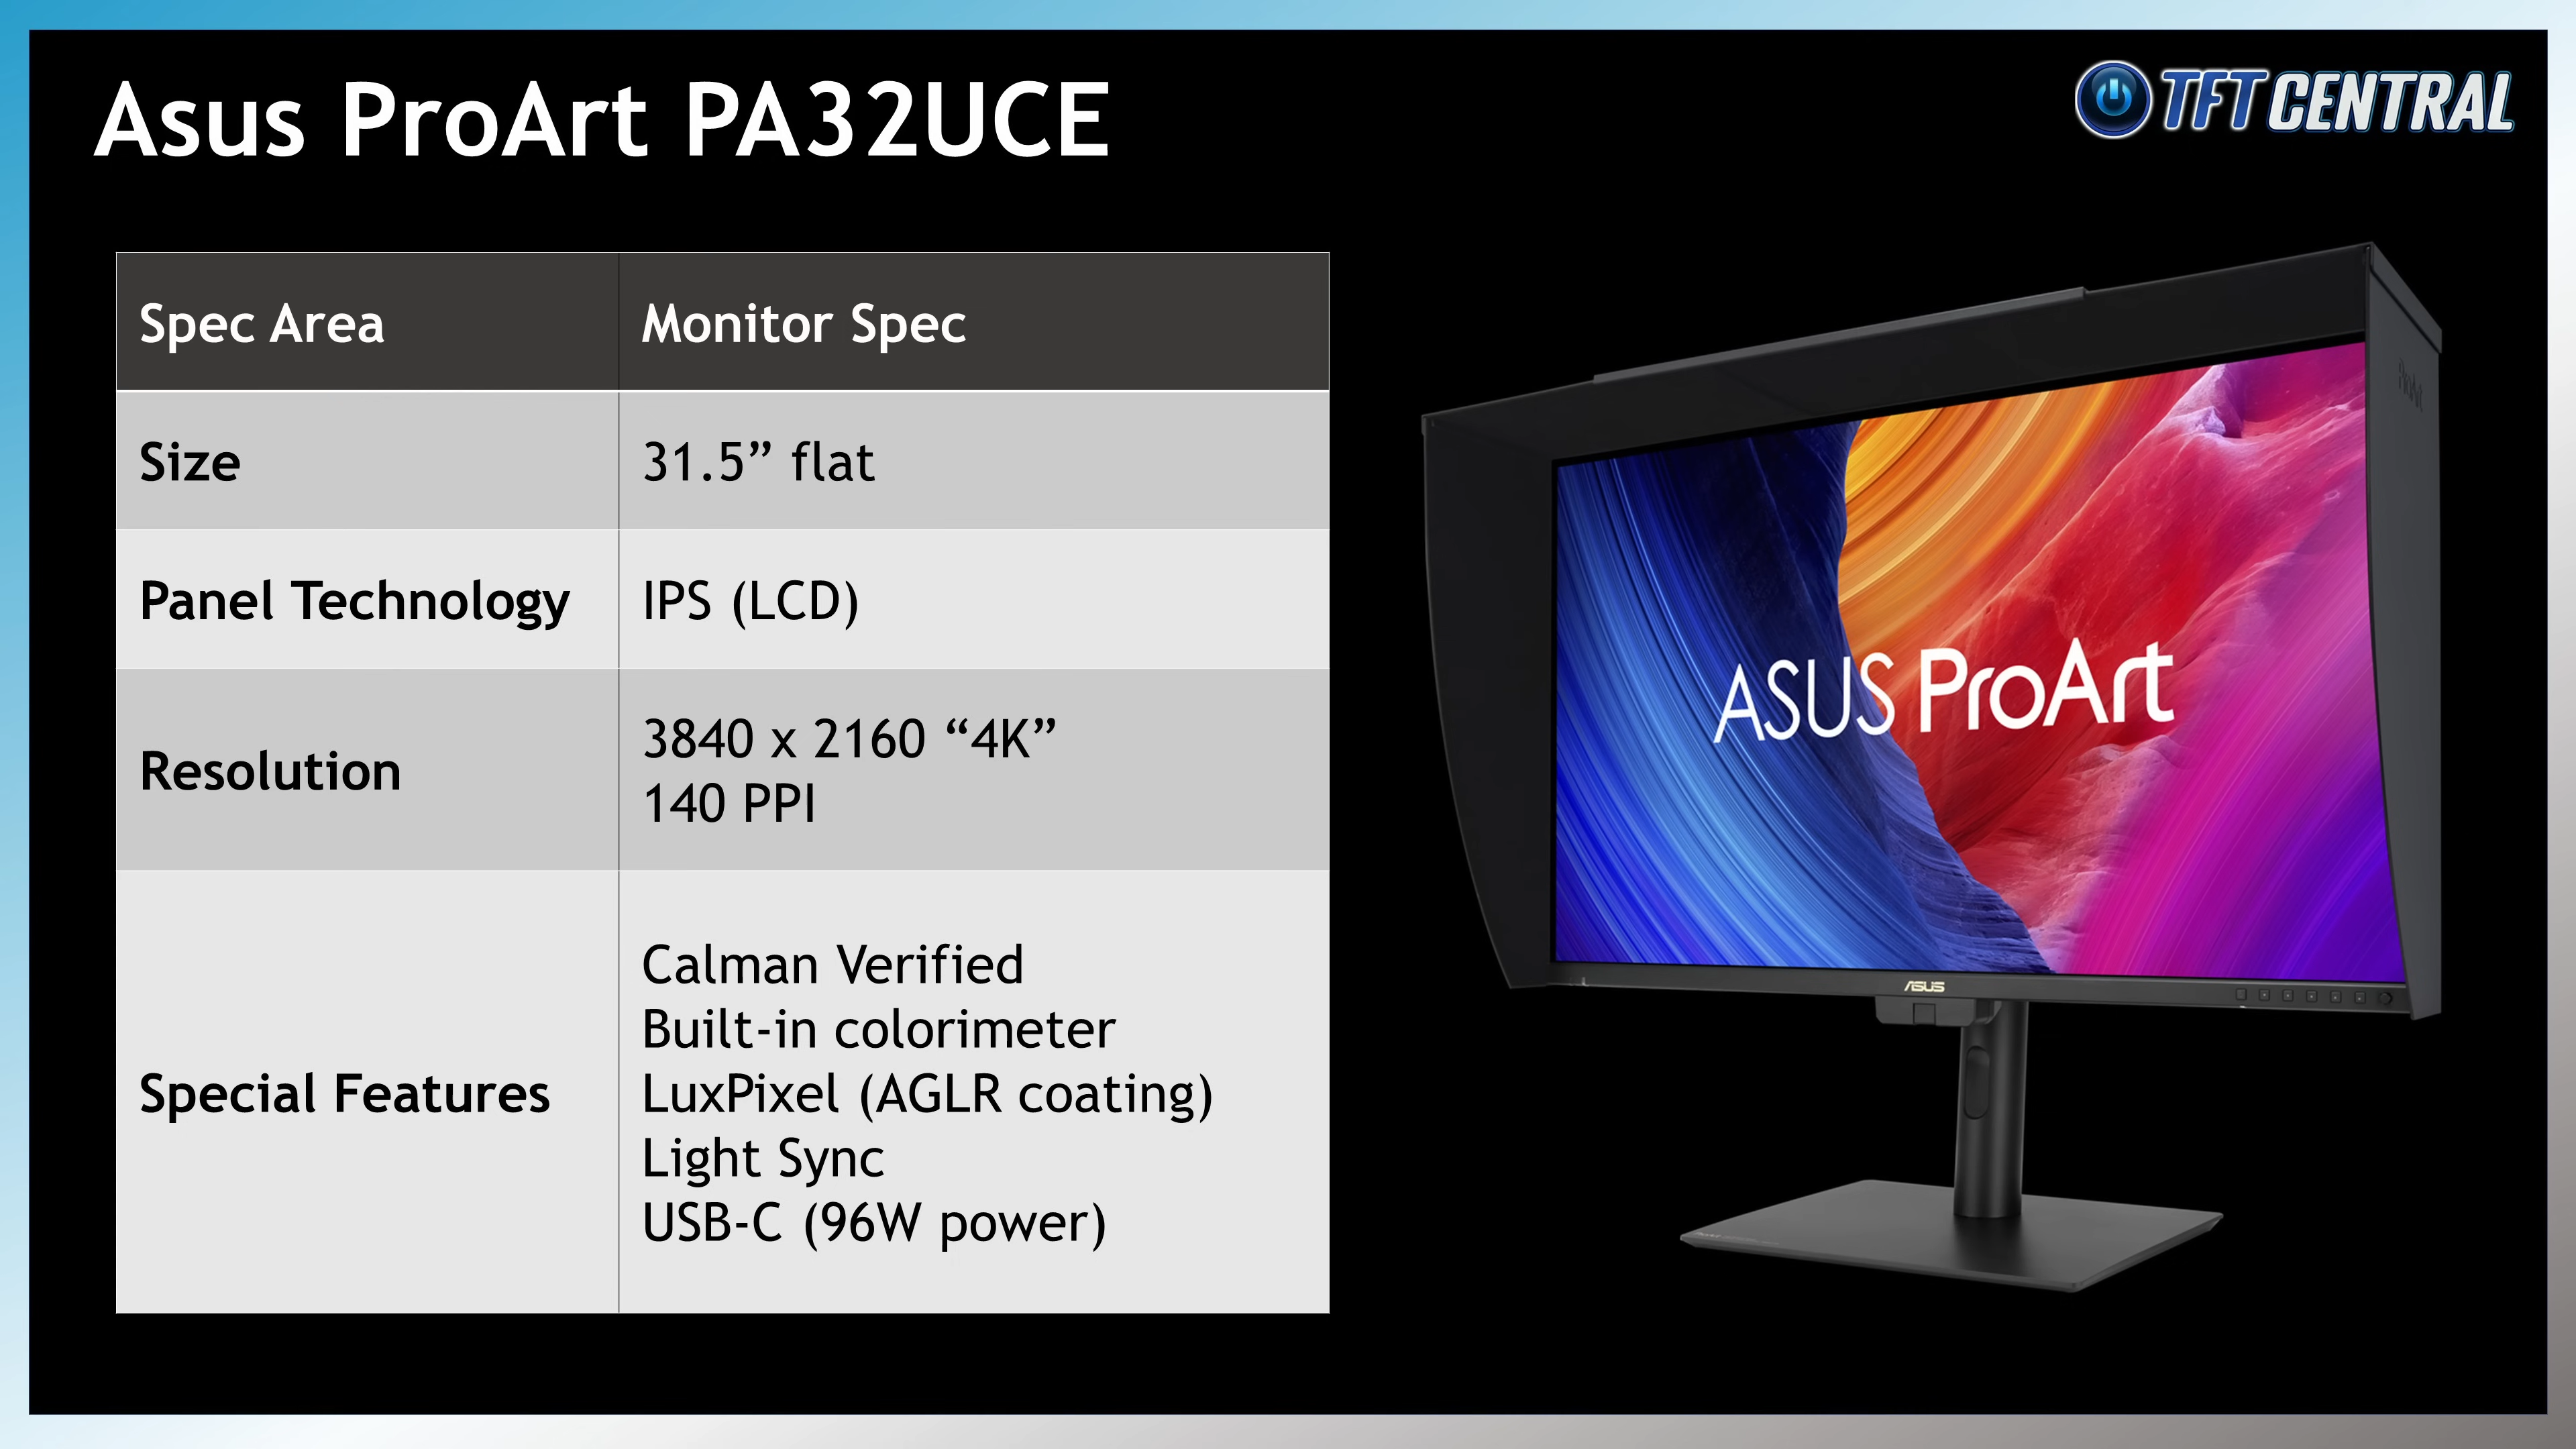 Asus ProArt PA32UCE
TFTCENTRAL
Spec Area
Monitor Spec
Size
31.5” flat
Panel Technology
IPS (LCD)
Resolution
3840 x 2160 “4K”
140 PPI
Special Features
Calman Verified
Built-in colorimeter
LuxPixel (AGLR coating)
Light Sync
USB-C (96W power)
ProArt
ASUS ProArt
ASUS